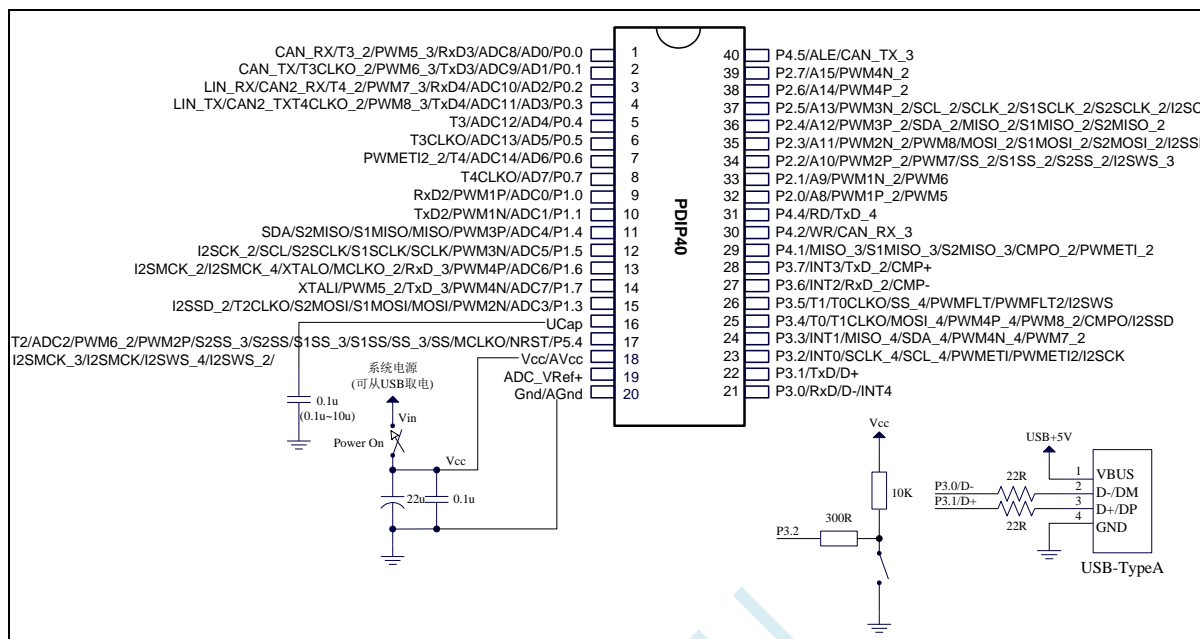 CAN_RX/T3_2/PWM5_3/RxD3/ADC8/AD0/P0.0 1
CAN_TX/T3CLKO_2/PWM6_3/TxD3/ADC9/AD1/P0.1 2
LIN_RX/CAN2_RX/T4_2/PWM7_3/RxD4/ADC10/AD2/P0.2 3
LIN_TX/CAN2_TXT4CLKO_2/PWM8_3/TxD4/ADC11/AD3/P0.3 4
T3/ADC12/AD4/P0.4 5
T3CLKO/ADC13/AD5/P0.5 6
PWMETI2_2/T4/ADC14/AD6/P0.6 7
T4CLKO/AD7/P0.7 8
RxD2/PWM1P/ADC0/P1.0 9
TxD2/PWM1N/ADC1/P1.1 10
SDA/S2MISO/S1MISO/MISO/PWM3P/ADC4/P1.4 11
I2SCK_2/SCL/S2SCLK/S1SCLK/SCLK/PWM3N/ADC5/P1.5 12
I2SMCK_2/I2SMCK_4/XTALO/MCLKO_2/RxD_3/PWM4P/ADC6/P1.6 13
XTALI/PWM5_2/TxD_3/PWM4N/ADC7/P1.7 14
I2SSD_2/T2CLKO/S2MOSI/S1MOSI/MOSI/PWM2N/ADC3/P1.3 15
UCap 16
T2/ADC2/PWM6_2/PWM2P/S2SS/S1SS_3/S1SS/SS_3/SS/MCLKO/NRST/P5.4 17
I2SMCK_3/I2SMCK/I2SWS_4/I2SWS_2/
Vcc/AVcc 18
ADC_VRef+ 19
Gnd/AGnd 20
PDIP40
40 P4.5/ALE/CAN_TX_3
39 P2.7/A15/PWM4N_2
38 P2.6/A14/PWM4P_2
37 P2.5/A13/PWM3N_2/SCL_2/SCLK_2/S1SCLK_2/S2SCLK_2/I2SC
36 P2.4/A12/PWM3P_2/SDA_2/MISO_2/S1MISO_2/S2MISO_2
35 P2.3/A11/PWM2N_2/PWM8/MOSI_2/S1MOSI_2/S2MOSI_2/I2SS
34 P2.2/A10/PWM2P_2/PWM7/SS_2/S1SS_2/S2SS_2/I2SWS_3
33 P2.1/A9/PWM1N_2/PWM6
32 P2.0/A8/PWM1P_2/PWM5
31 P4.4/RD/TxD_4
30 P4.2/WR/CAN_RX_3
29 P4.1/MISO_3/S1MISO_3/S2MISO_3/CMPO_2/PWMETI_2
28 P3.7/INT3/TxD_2/CMP+
27 P3.6/INT2/RxD_2/CMP-
26 P3.5/T1/T0CLKO/SS_4/PWMFLT/PWMFLT2/I2SWS
25 P3.4/T0/T1CLKO/MOSI_4/PWM4P_4/PWM8_2/CMPO/I2SSD
24 P3.3/INT1/MISO_4/SDA_4/PWM4N_4/PWM7_2
23 P3.2/INT0/SCLK_4/SCL_4/PWMETI/PWMETI2/I2SCK
22 P3.1/TxD/D+
21 P3.0/RxD/D-/INT4
系统电源
(可从USB取电)
0.1u
(0.1u~10u)
Vin
Power On
Vcc
22u
0.1u
Vcc
10K
300R
P3.2
USB+5V
P3.0/D-
P3.1/D+
22R
22R
1 VBUS
2 D-/DM
3 D+/DP
4 GND
USB-TypeA